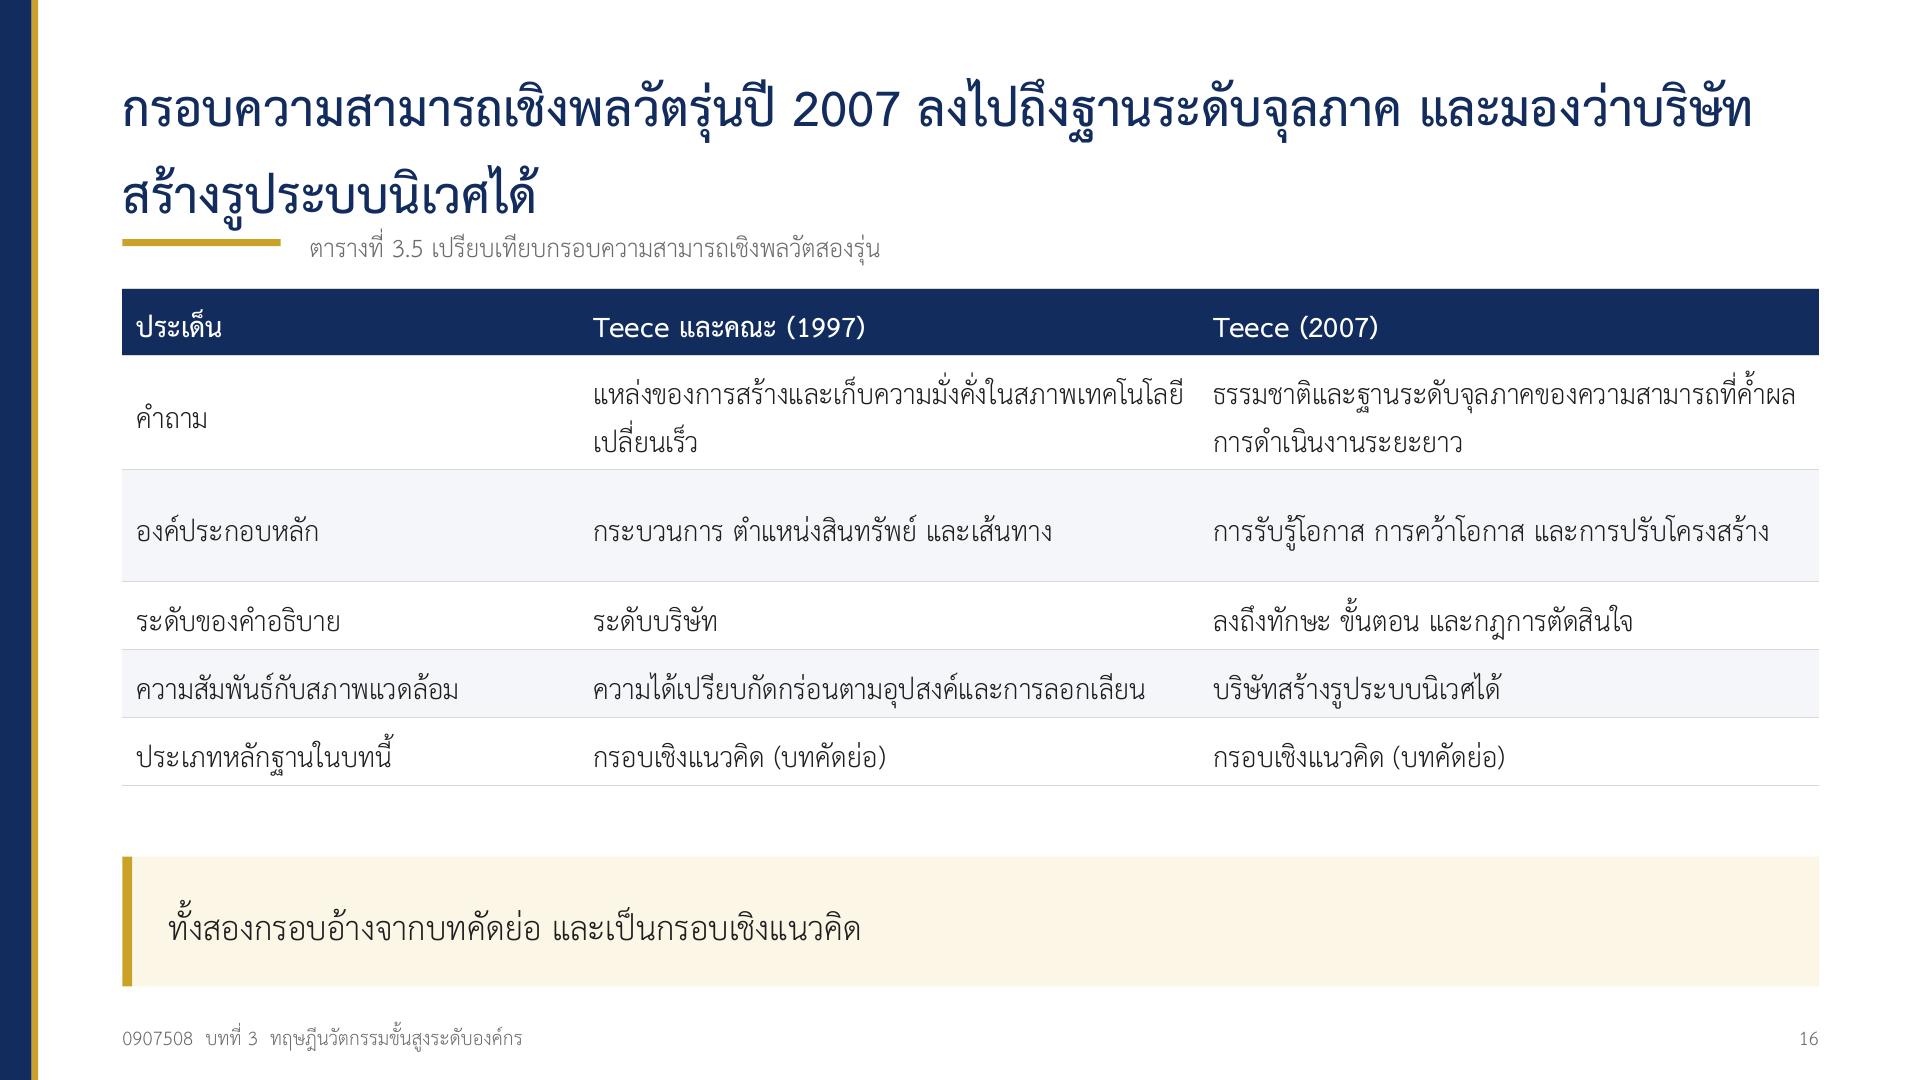 กรอบความสามารถเชิงพลวัตรุ่นปี 2007 ลงไปถึงฐานระดับจุลภาค และมองว่าบริษัท
สร้างรูประบบนิเวศได้
ตารางที่ 3.5 เปรียบเทียบกรอบความสามารถเชิงพลวัตสองรุ่น
ประเด็น Teece และคณะ (1997) Teece (2007)
คำถาม แหล่งของการสร้างและเก็บความมั่งคั่งในสภาพเทคโนโลยี ธรรมชาติและฐานระดับจุลภาคของความสามารถที่ค้ำผล
เปลี่ยนเร็ว การดำเนินงานระยะยาว
องค์ประกอบหลัก กระบวนการ ตำแหน่งสินทรัพย์ และเส้นทาง การรับรู้โอกาส การคว้าโอกาส และการปรับโครงสร้าง
ระดับของคำอธิบาย ระดับบริษัท ลงถึงทักษะ ขั้นตอน และกฎการตัดสินใจ
ความสัมพันธ์กับสภาพแวดล้อม ความได้เปรียบกัดกร่อนตามอุปสงค์และการลอกเลียน บริษัทสร้างรูประบบนิเวศได้
ประเภทหลักฐานในบทนี้ กรอบเชิงแนวคิด (บทคัดย่อ) กรอบเชิงแนวคิด (บทคัดย่อ)
ทั้งสองกรอบอ้างจากบทคัดย่อ และเป็นกรอบเชิงแนวคิด
0907508 บทที่ 3 ทฤษฎีนวัตกรรมขั้นสูงระดับองค์กร 16